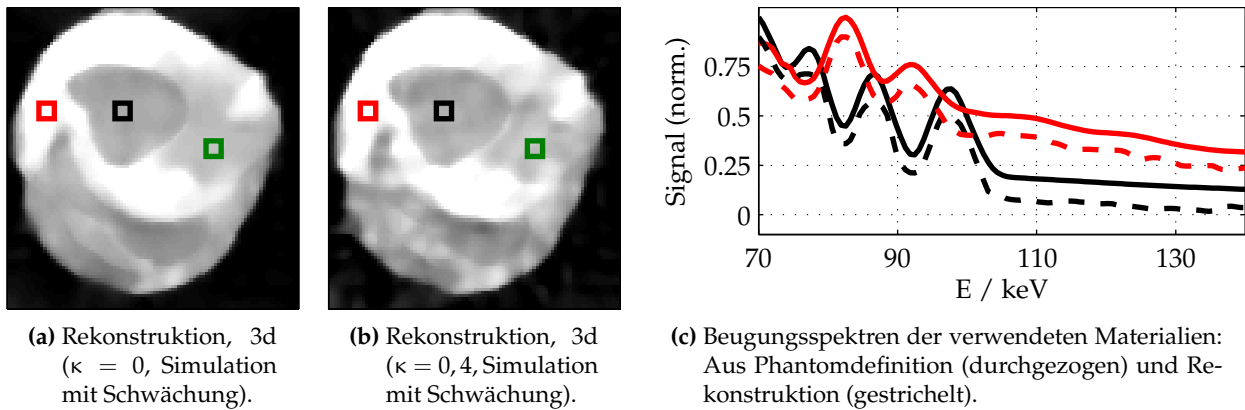 0.75
0.5
0.25
0
Signal (norm.)
70
90
110
130
E / keV
(a) Rekonstruktion, 3d
(κ = 0, Simulation
mit Schwächung).
(b) Rekonstruktion, 3d
(κ = 0, 4, Simulation
mit Schwächung).
(c) Beugungsspektren der verwendeten Materialien:
Aus Phantomdefinition (durchgezogen) und Re-
konstruktion (gestrichelt).